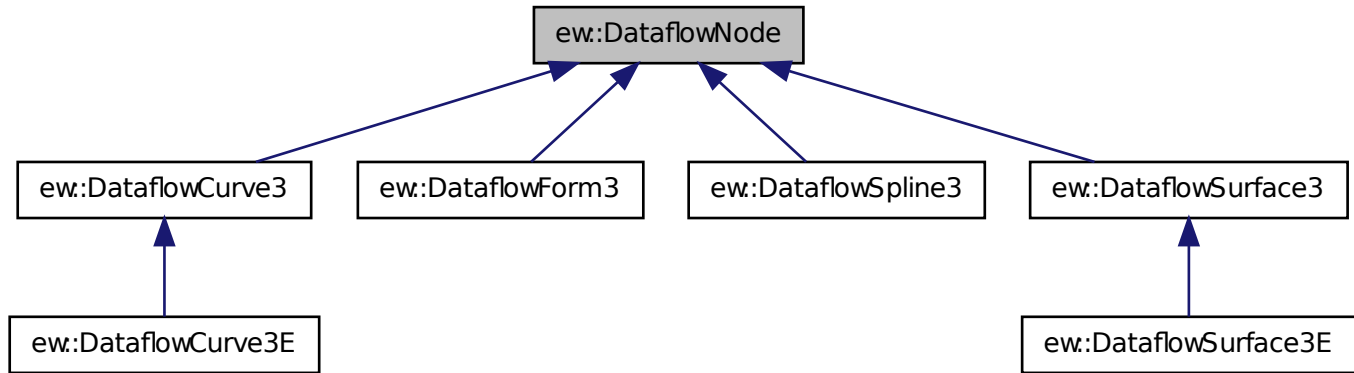 ew::DataflowNode
ew::DataflowCurve3
ew::DataflowForm3
ew::DataflowSpline3
ew::DataflowSurface3
ew::DataflowCurve3E
ew::DataflowSurface3E